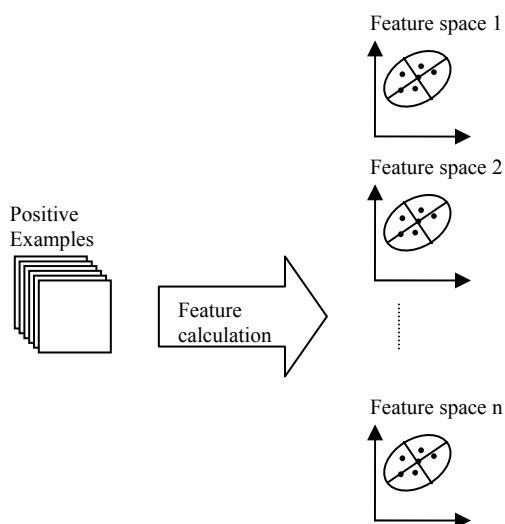 Feature space 1
Feature space 2
Positive
Examples
Feature
calculation
Feature space n